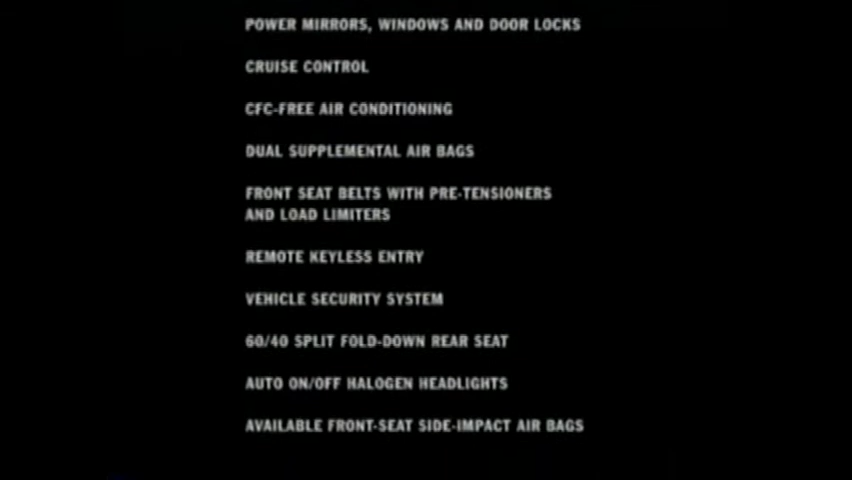 POWER MIRRORS, WINDOWS AND DOOR LOCKS
CRUISE CONTROL
CFC-FREE AIR CONDITIONING
DUAL SUPPLEMENTAL AIR BAGS
FRONT SEAT BELTS WITH PRE-TENSIONERS
AND LOAD LIMITERS
REMOTE KEYLESS ENTRY
VEHICLE SECURITY SYSTEM
60/40 SPLIT FOLD-DOWN REAR SEAT
AUTO ON/OFF HALOGEN HEADLIGHTS
AVAILABLE FRONT-SEAT SIDE-IMPACT AIR BAGS